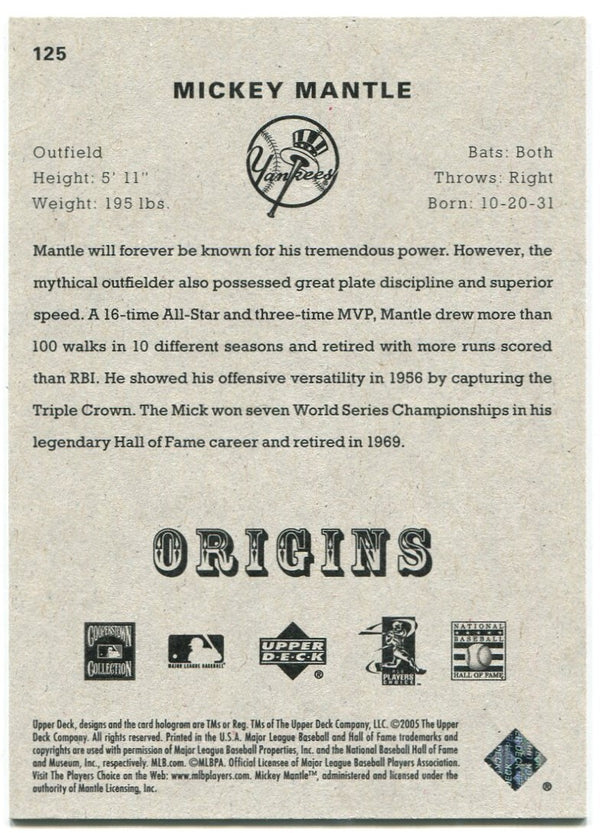 125
MICKEY MANTLE
Yankees
Outfield
Height: 5' 11"
Weight: 195 lbs.
Bats: Both
Throws: Right
Born: 10-20-31
Mantle will forever be known for his tremendous power. However, the
mythical outfielder also possessed great plate discipline and superior
speed. A 16-time All-Star and three-time MVP, Mantle drew more than
100 walks in 10 different seasons and retired with more runs scored
than RBI. He showed his offensive versatility in 1956 by capturing the
Triple Crown. The Mick won seven World Series Championships in his
legendary Hall of Fame career and retired in 1969.
ORIGINS
COOPERSTOWN
COLLECTION
MAJOR LEAGUE BASEBALL
UPPER
DECK
®
PLAYERS
CHOICE
NATIONAL
BASEBALL
HALL OF FAME
Upper Deck, designs and the card hologram are TMs or Reg. TMs of The Upper Deck Company, LLC. ©2005 The Upper
Deck Company. All rights reserved. Printed in the U.S.A. Major League Baseball and Hall of Fame trademarks and
copyrights are used with permission of Major League Baseball Properties, Inc. and the National Baseball Hall of Fame
and Museum, Inc., respectively. MLB.com. ©MLBPA. Official Licensee of Major League Baseball Players Association.
Visit The Players Choice on the Web: www.mlbplayers.com. Mickey Mantle™, administered and licensed under the
authority of Mantle Licensing, Inc.
®